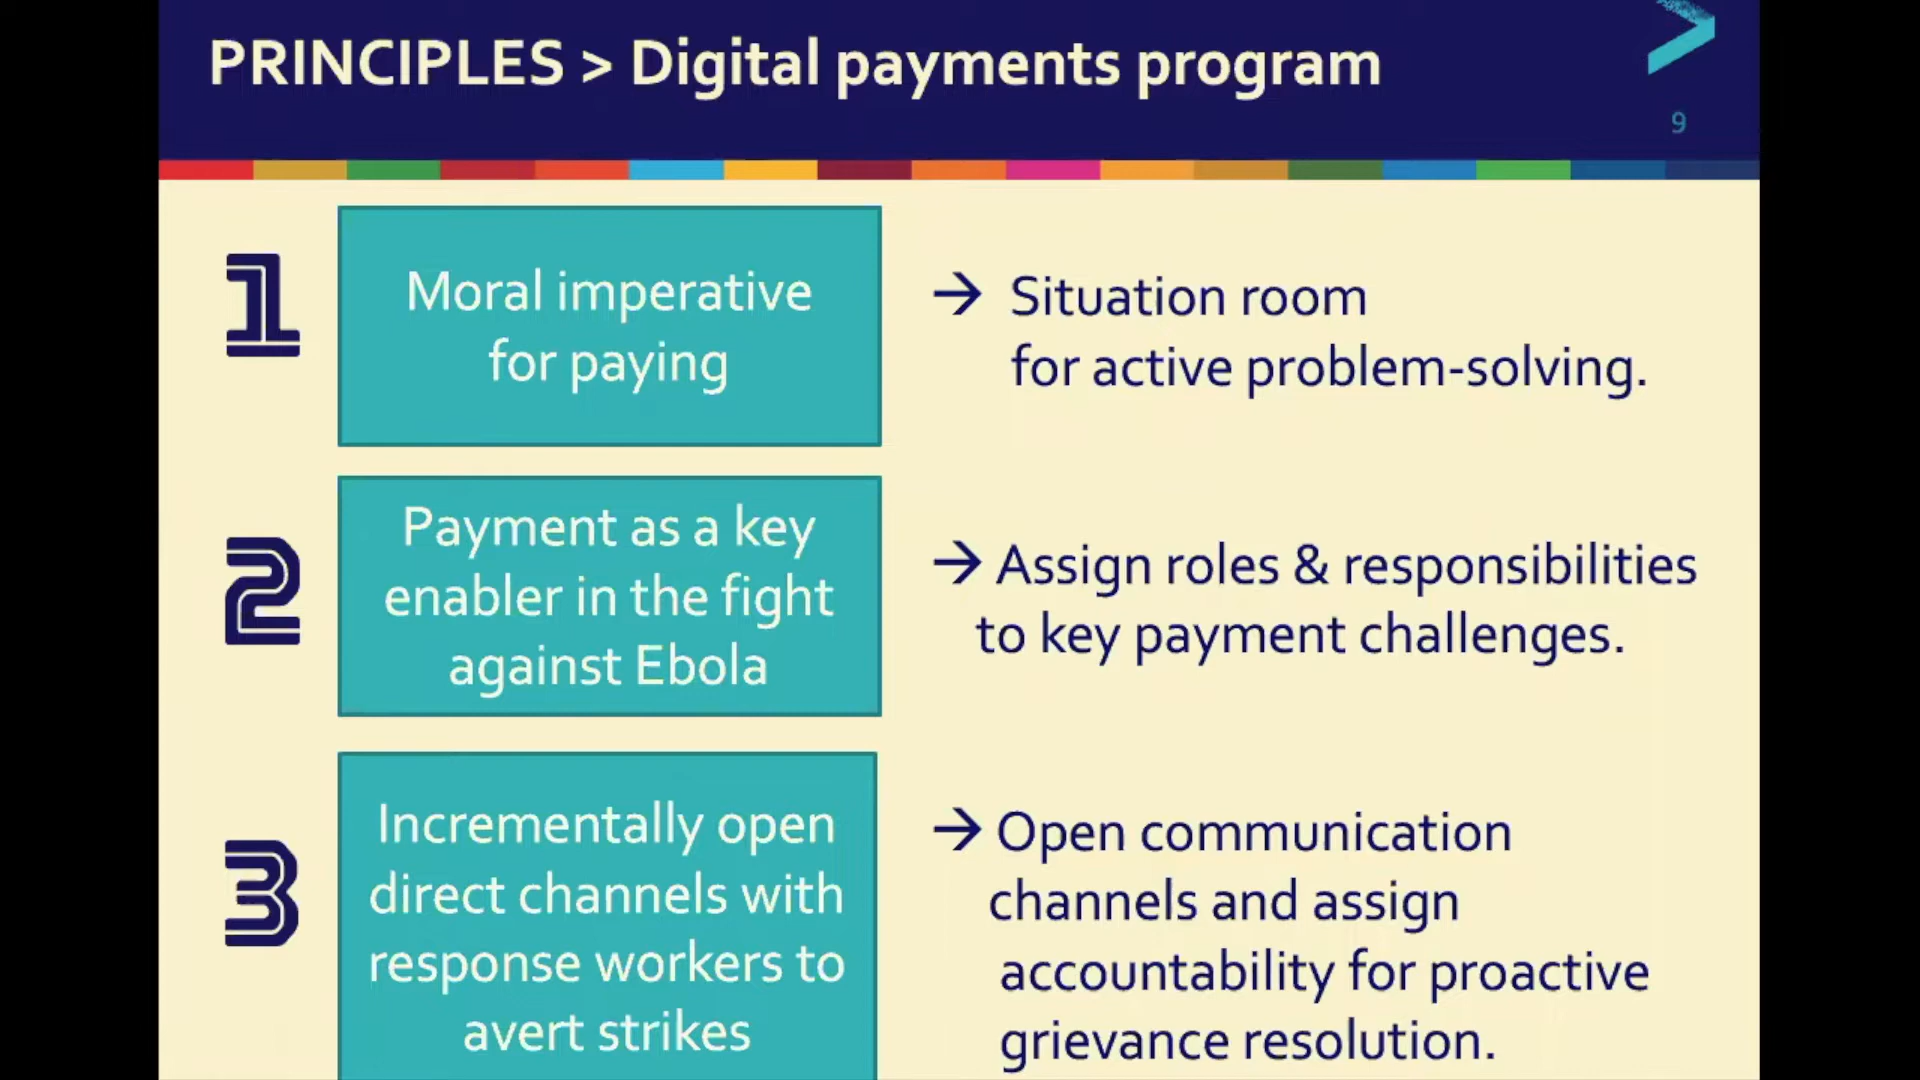 PRINCIPLES > Digital payments program
9
1
Moral imperative
for paying
→ Situation room
for active problem-solving.
2
Payment as a key
enabler in the fight
against Ebola
→ Assign roles & responsibilities
to key payment challenges.
3
Incrementally open
direct channels with
response workers to
avert strikes
→ Open communication
channels and assign
accountability for proactive
grievance resolution.